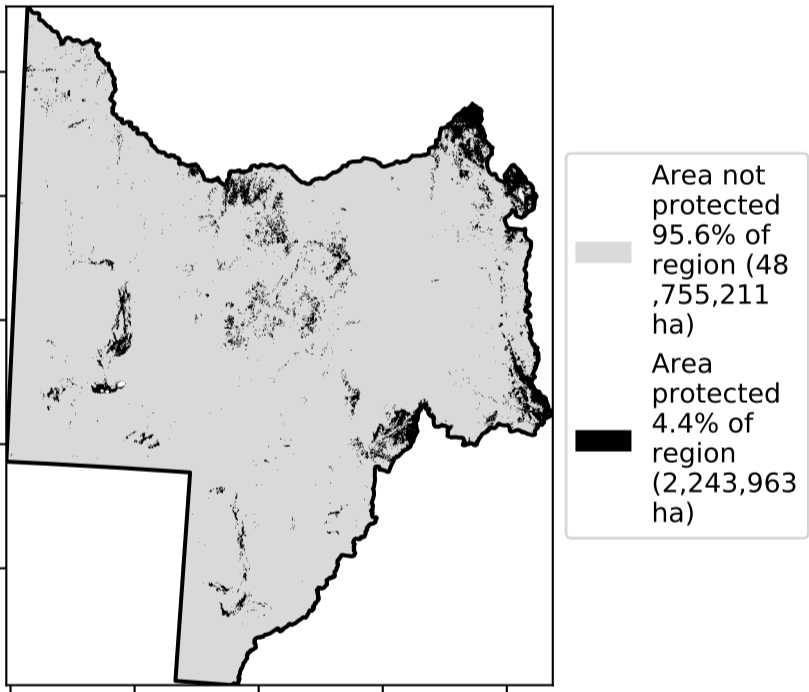 Area not
protected
95.6% of
region (48
,755,211
ha)
Area
protected
4.4% of
region
(2,243,963
ha)